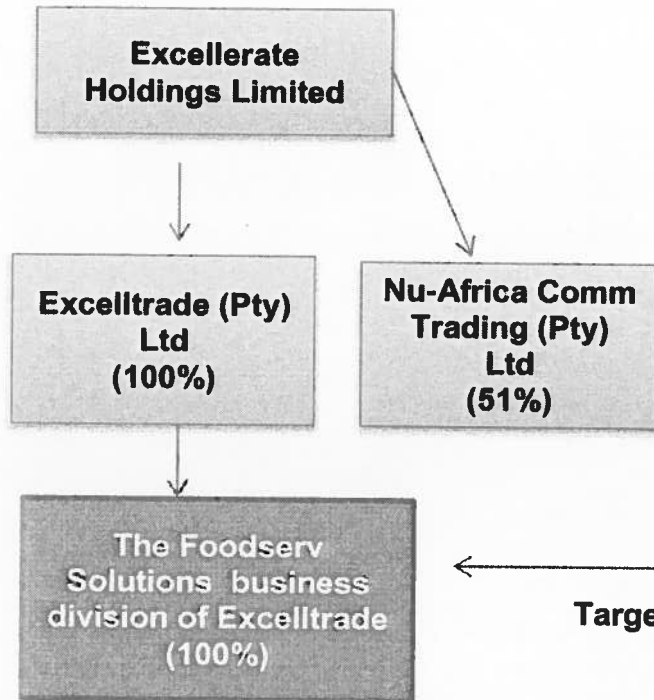 Excellerate
Holdings Limited
Excelltrade (Pty)
Ltd
(100%)
Nu-Africa Comm
Trading (Pty)
Ltd
(51%)
The Foodserv
Solutions business
division of Excelltrade
(100%)
Targe